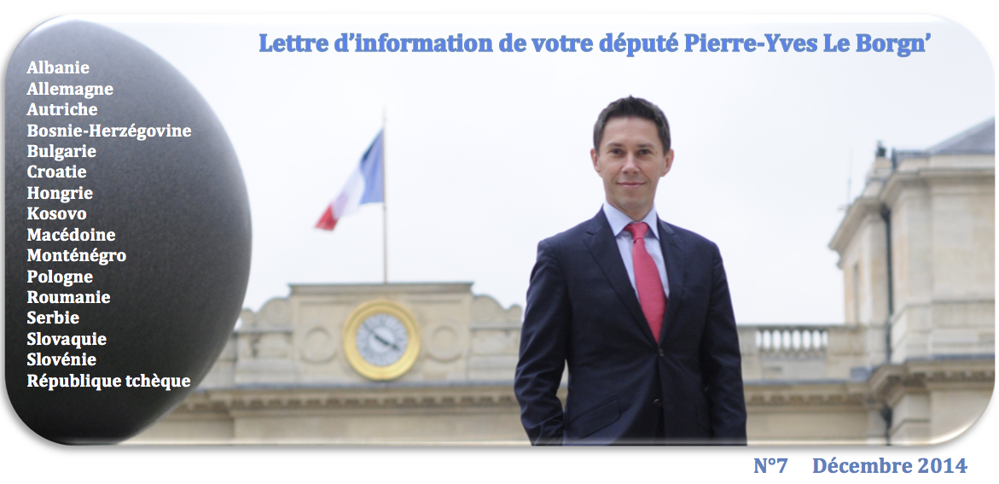 Lettre d’information de votre député Pierre-Yves Le Borgn’
Albanie
Allemagne
Autriche
Bosnie-Herzégovine
Bulgarie
Croatie
Hongrie
Kosovo
Macédoine
Monténégro
Pologne
Roumanie
Serbie
Slovaquie
Slovénie
République tchèque
N°7 Décembre 2014